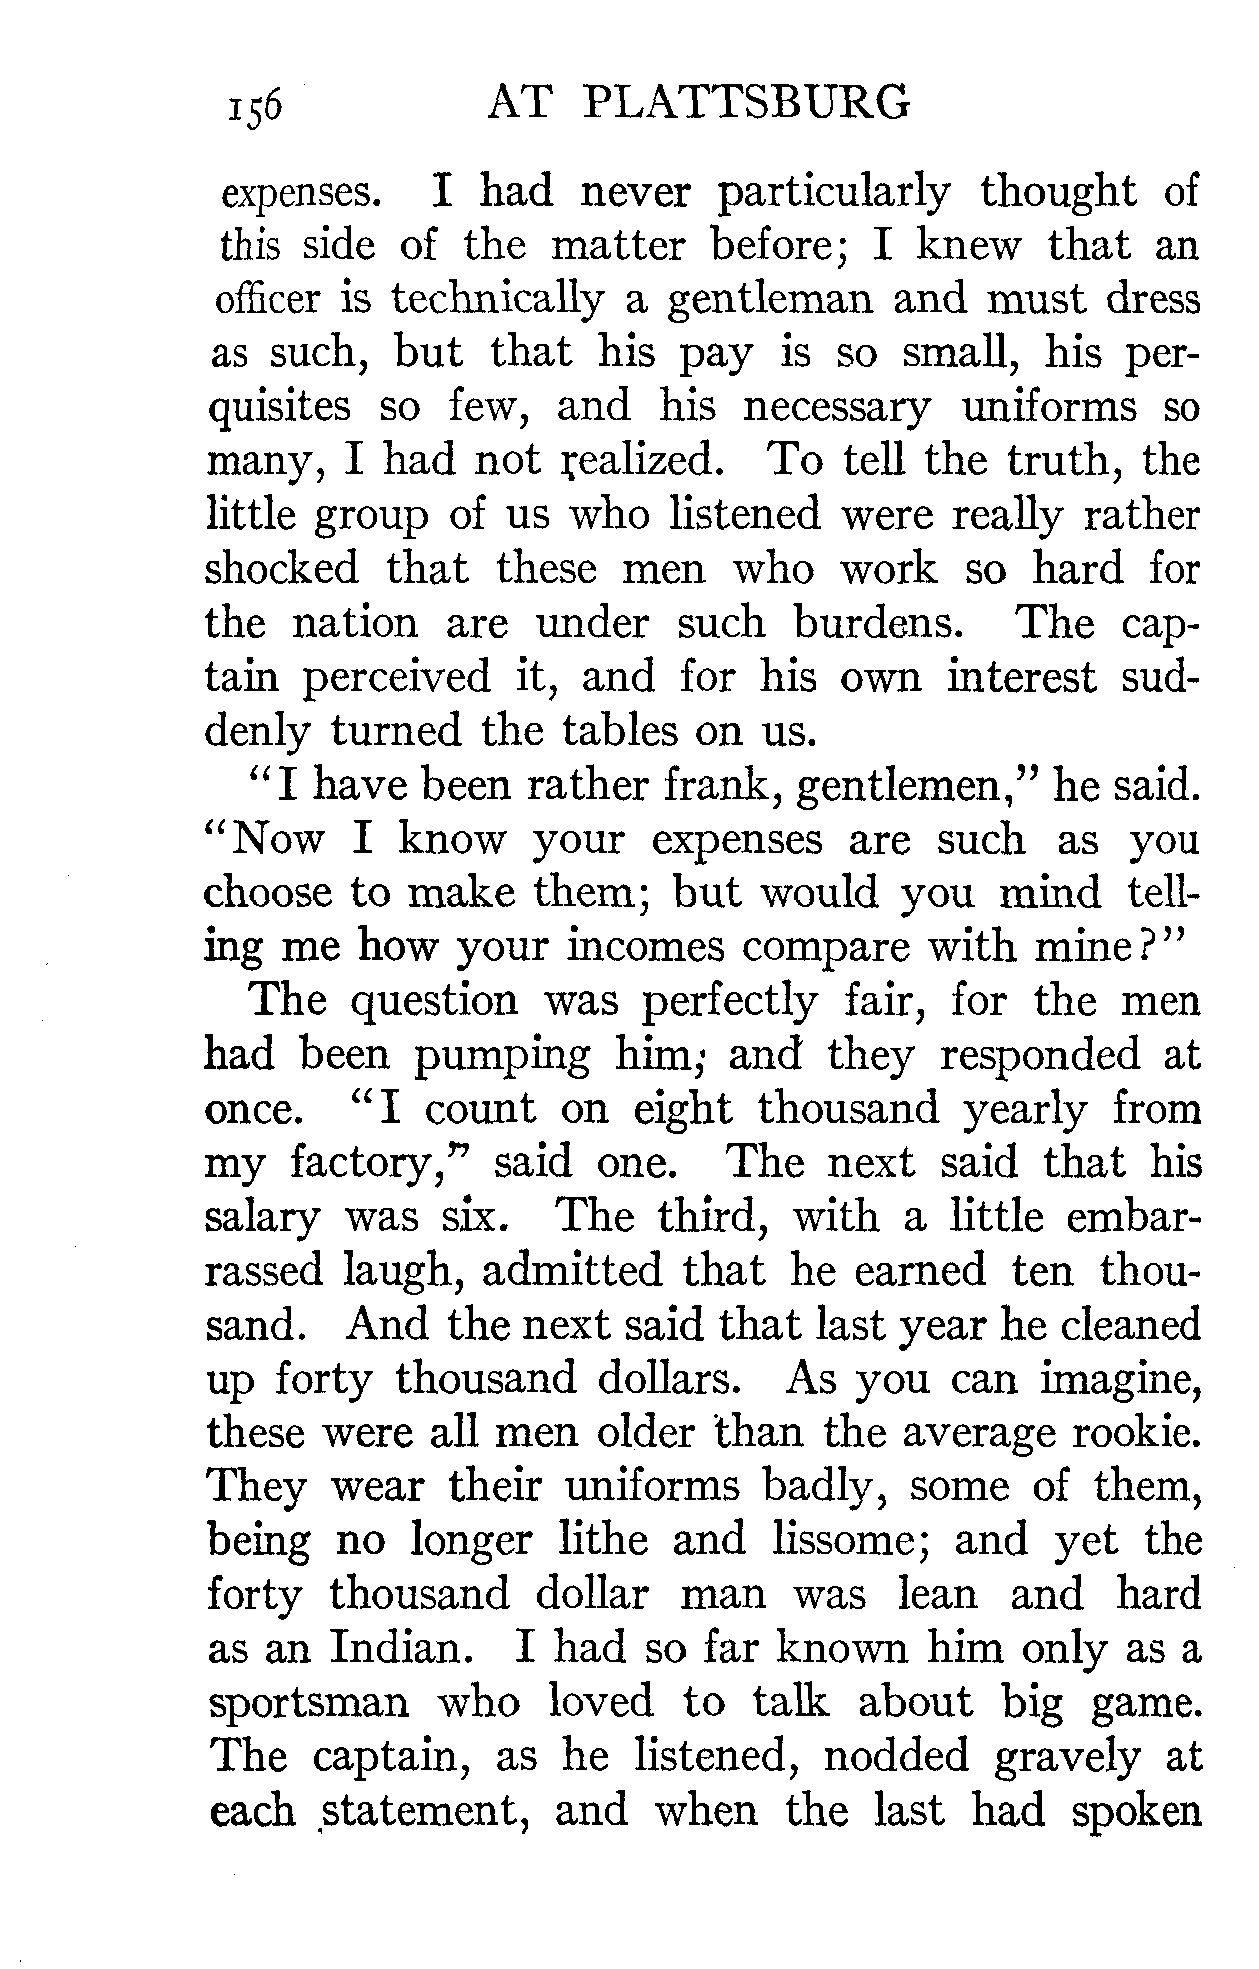 156 AT PLATTSBURG
expenses. I had never particularly thought of
this side of the matter before; I knew that an
officer is technically a gentleman and must dress
as such, but that his pay is so small, his per-
quisites so few, and his necessary uniforms so
many, I had not realized. To tell the truth, the
little group of us who listened were really rather
shocked that these men who work so hard for
the nation are under such burdens. The cap-
tain perceived it, and for his own interest sud-
denly turned the tables on us.
"I have been rather frank, gentlemen," he said.
"Now I know your expenses are such as you
choose to make them; but would you mind tell-
ing me how your incomes compare with mine?"
The question was perfectly fair, for the men
had been pumping him; and they responded at
once. "I count on eight thousand yearly from
my factory," said one. The next said that his
salary was six. The third, with a little embar-
rassed laugh, admitted that he earned ten thou-
sand. And the next said that last year he cleaned
up forty thousand dollars. As you can imagine,
these were all men older than the average rookie.
They wear their uniforms badly, some of them,
being no longer lithe and lissome; and yet the
forty thousand dollar man was lean and hard
as an Indian. I had so far known him only as a
sportsman who loved to talk about big game.
The captain, as he listened, nodded gravely at
each statement, and when the last had spoken